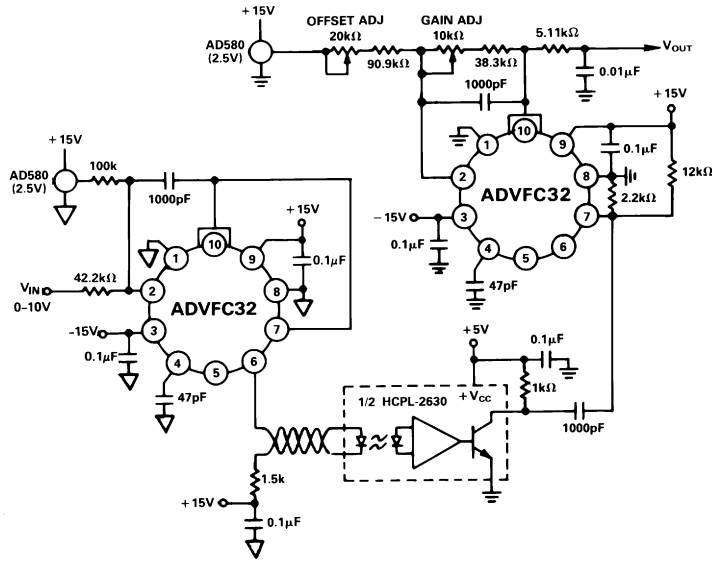 +15V
AD580
(2.5V)
OFFSET ADJ
20kΩ
90.9kΩ
GAIN ADJ
10kΩ
38.3kΩ
5.11kΩ
VOUT
0.01µF
1000pF
+15V
0.1µF
12kΩ
2.2kΩ
1
10
9
2
8
ADVFC32
3
7
4
5
6
−15V
0.1µF
47pF
+15V
AD580
(2.5V)
100k
1000pF
+15V
0.1µF
VIN
0–10V
42.2kΩ
1
10
9
2
8
ADVFC32
3
7
4
5
6
-15V
0.1µF
47pF
1.5k
+15V
0.1µF
+5V
0.1µF
1kΩ
+VCC
1/2 HCPL-2630
1000pF